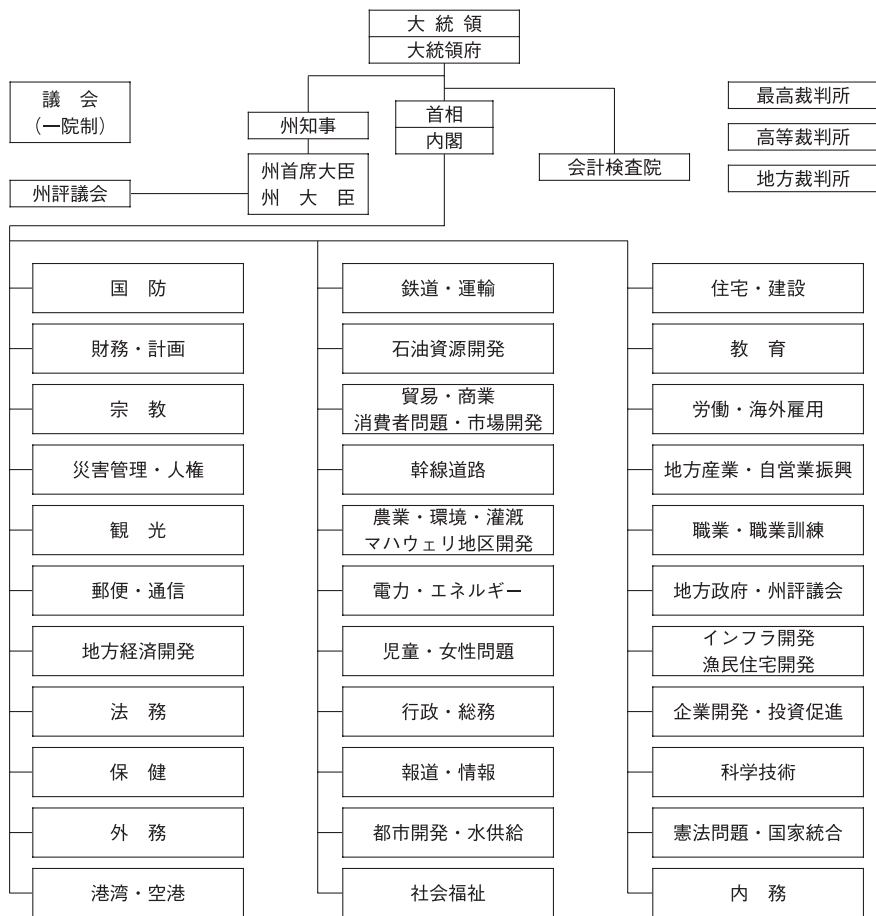 大統領
大統領府
議会
（一院制）
州知事
首相
内閣
会計検査院
最高裁判所
高等裁判所
地方裁判所
州評議会
州首席大臣
州大臣
国防
財務・計画
宗教
災害管理・人権
観光
郵便・通信
地方経済開発
法務
保健
外務
港湾・空港
鉄道・運輸
石油資源開発
貿易・商業
消費者問題・市場開発
幹線道路
農業・環境・灌漑
マハウェリ地区開発
電力・エネルギー
児童・女性問題
行政・総務
報道・情報
都市開発・水供給
社会福祉
住宅・建設
教育
労働・海外雇用
地方産業・自営業振興
職業・職業訓練
地方政府・州評議会
インフラ開発
漁民住宅開発
企業開発・投資促進
科学技術
憲法問題・国家統合
内務